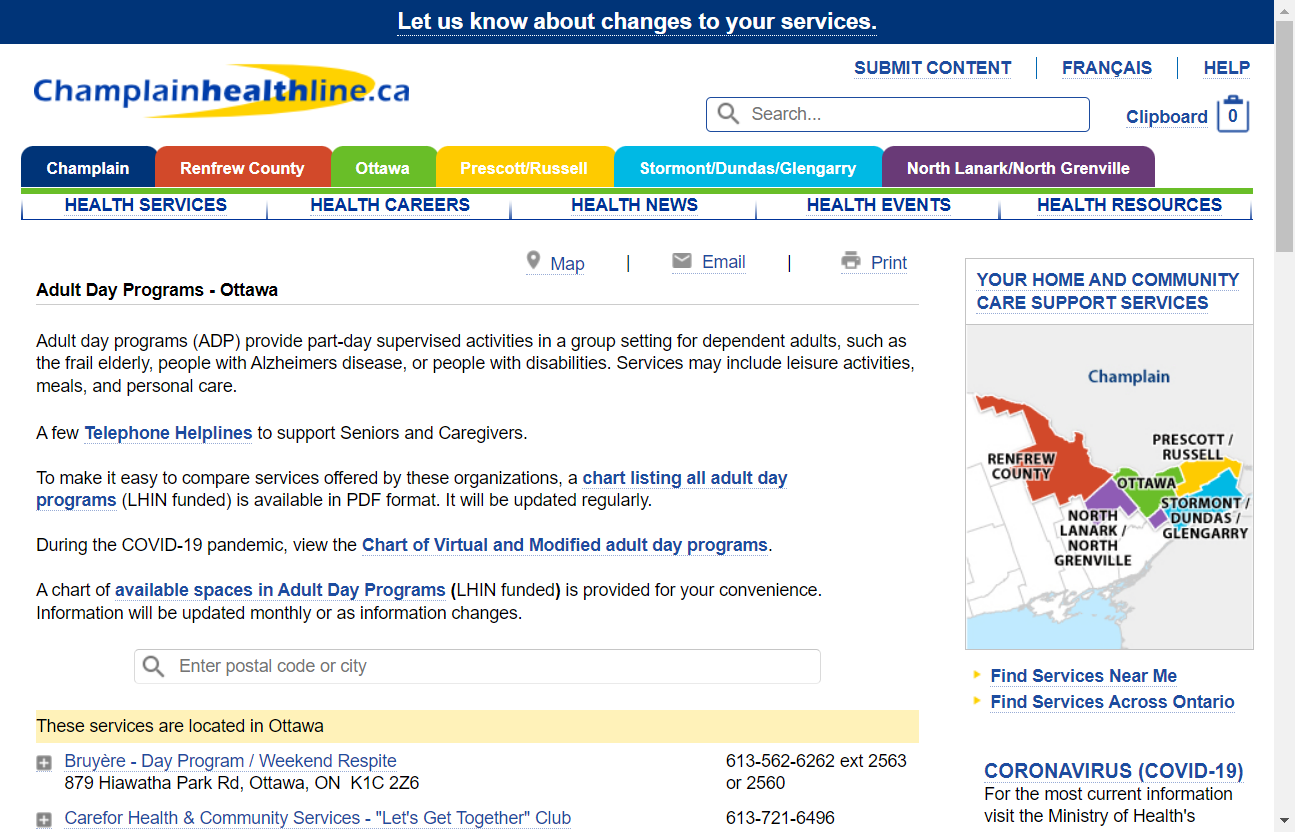 Let us know about changes to your services.
Champlainhealthline.ca
SUBMIT CONTENT
FRANÇAIS
HELP
Search...
Clipboard
0
Champlain
Renfrew County
Ottawa
Prescott/Russell
Stormont/Dundas/Glengarry
North Lanark/North Grenville
HEALTH SERVICES
HEALTH CAREERS
HEALTH NEWS
HEALTH EVENTS
HEALTH RESOURCES
Map
|
Email
|
Print
Adult Day Programs - Ottawa
Adult day programs (ADP) provide part-day supervised activities in a group setting for dependent adults, such as
the frail elderly, people with Alzheimers disease, or people with disabilities. Services may include leisure activities,
meals, and personal care.
A few Telephone Helplines to support Seniors and Caregivers.
To make it easy to compare services offered by these organizations, a chart listing all adult day
programs (LHIN funded) is available in PDF format. It will be updated regularly.
During the COVID-19 pandemic, view the Chart of Virtual and Modified adult day programs.
A chart of available spaces in Adult Day Programs (LHIN funded) is provided for your convenience.
Information will be updated monthly or as information changes.
Enter postal code or city
These services are located in Ottawa
Bruyère - Day Program / Weekend Respite
879 Hiawatha Park Rd, Ottawa, ON  K1C 2Z6
613-562-6262 ext 2563
or 2560
Carefor Health & Community Services - "Let's Get Together" Club
613-721-6496
YOUR HOME AND COMMUNITY
CARE SUPPORT SERVICES
Champlain
RENFREW
COUNTY
PRESCOTT /
RUSSELL
OTTAWA
STORMONT /
DUNDAS /
GLENGARRY
NORTH
LANARK /
NORTH
GRENVILLE
Find Services Near Me
Find Services Across Ontario
CORONAVIRUS (COVID-19)
For the most current information
visit the Ministry of Health's